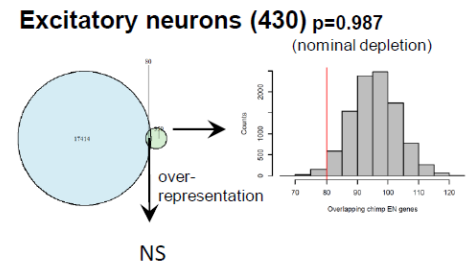 Excitatory neurons (430) p=0.987
(nominal depletion)
80
17414
over-
representation
NS
Counts
0
500
1000
2000
70
80
90
100
110
120
Overlapping chimp EN genes